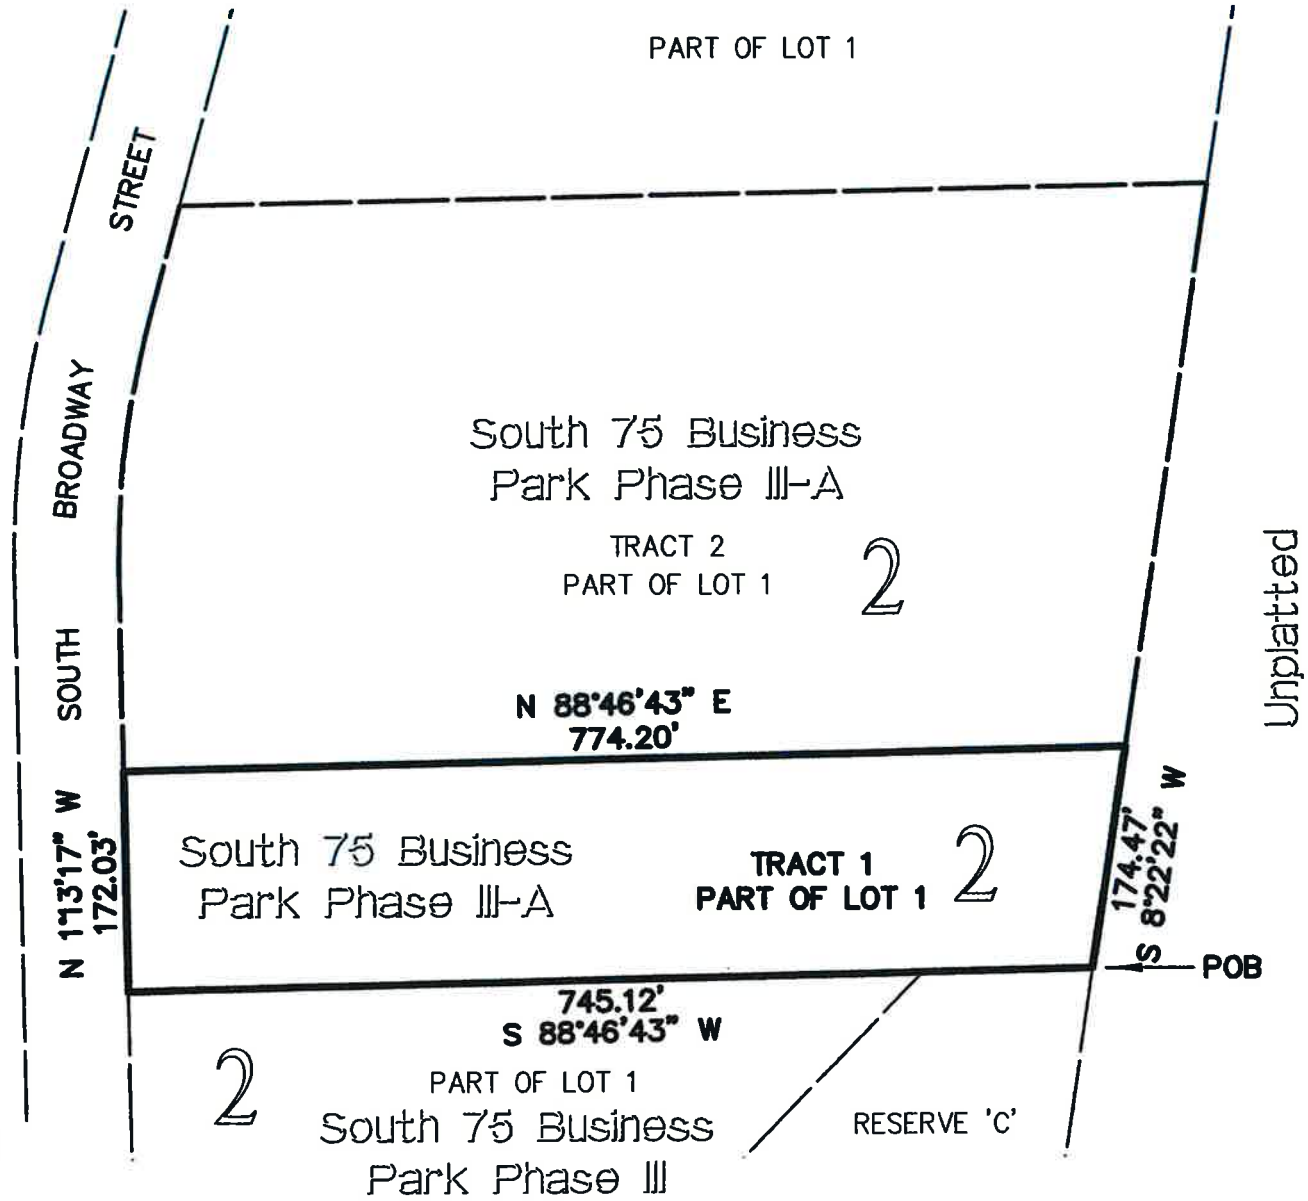 PART OF LOT 1
STREET
BROADWAY
SOUTH
South 75 Business
Park Phase III-A
TRACT 2
PART OF LOT 1
2
Unplatted
N 88°46'43" E
774.20'
N 1°13'17" W
172.03'
South 75 Business
Park Phase III-A
TRACT 1
PART OF LOT 1
2
174.47'
S 8°22'22" W
POB
745.12'
S 88°46'43" W
2
PART OF LOT 1
South 75 Business
Park Phase III
RESERVE 'C'